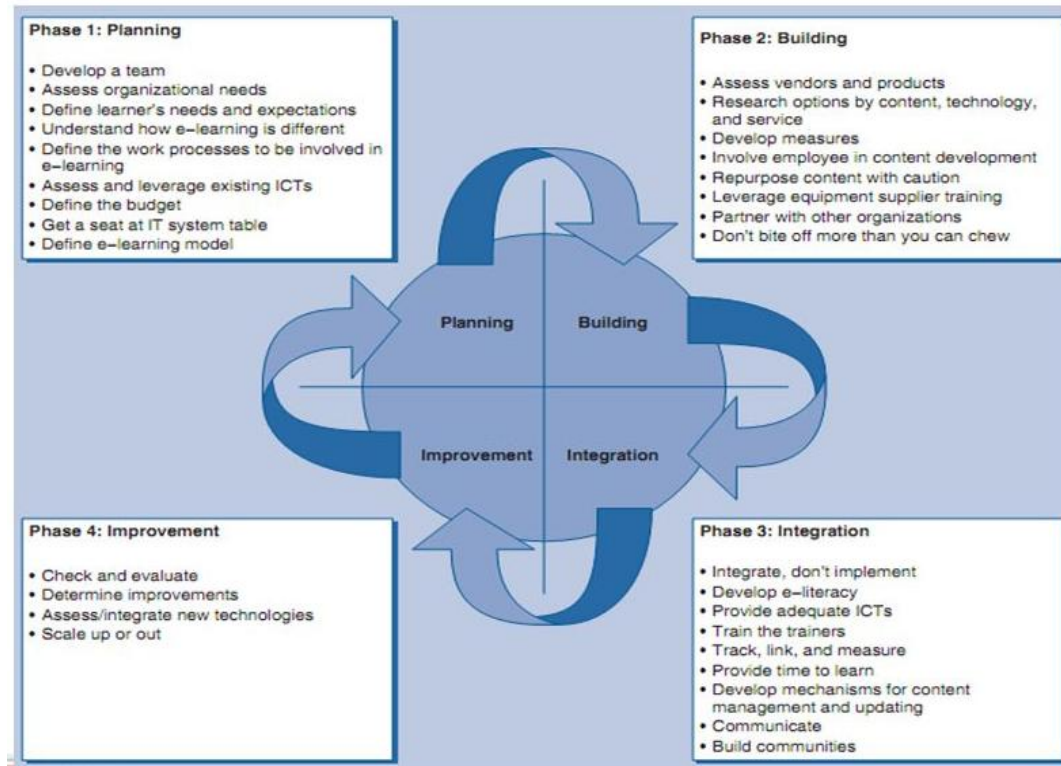 Phase 1: Planning
• Develop a team
• Assess organizational needs
• Define learner's needs and expectations
• Understand how e–learning is different
• Define the work processes to be involved in
e–learning
• Assess and leverage existing ICTs
• Define the budget
• Get a seat at IT system table
• Define e–learning model
Phase 2: Building
• Assess vendors and products
• Research options by content, technology,
and service
• Develop measures
• Involve employee in content development
• Repurpose content with caution
• Leverage equipment supplier training
• Partner with other organizations
• Don't bite off more than you can chew
Planning
Building
Improvement
Integration
Phase 4: Improvement
• Check and evaluate
• Determine improvements
• Assess/integrate new technologies
• Scale up or out
Phase 3: Integration
• Integrate, don't implement
• Develop e–literacy
• Provide adequate ICTs
• Train the trainers
• Track, link, and measure
• Provide time to learn
• Develop mechanisms for content
management and updating
• Communicate
• Build communities